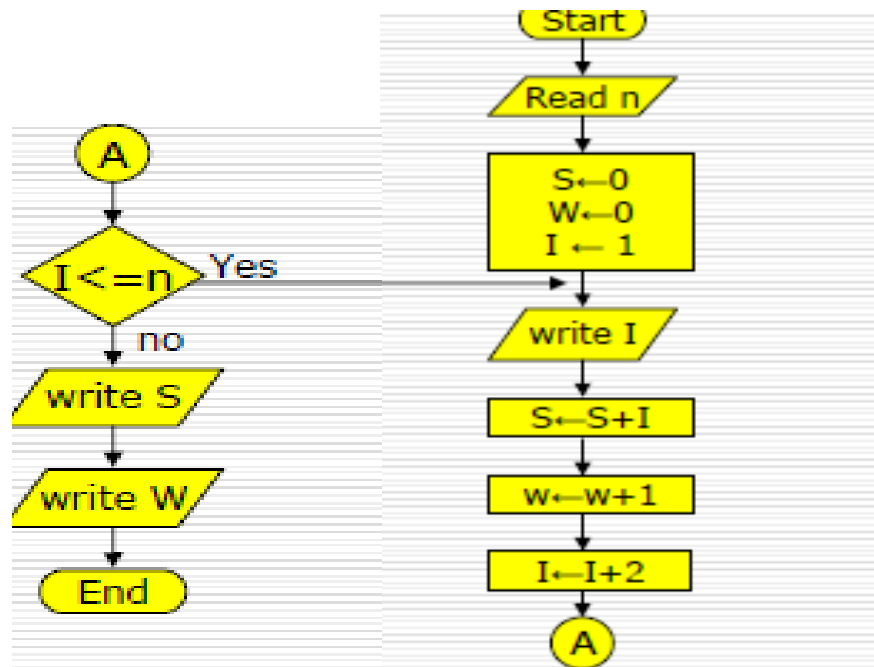 Start
Read n
S←0
W←0
I ← 1
write I
S←S+I
w←w+1
I←I+2
A
A
I<=n
Yes
no
write S
write W
End